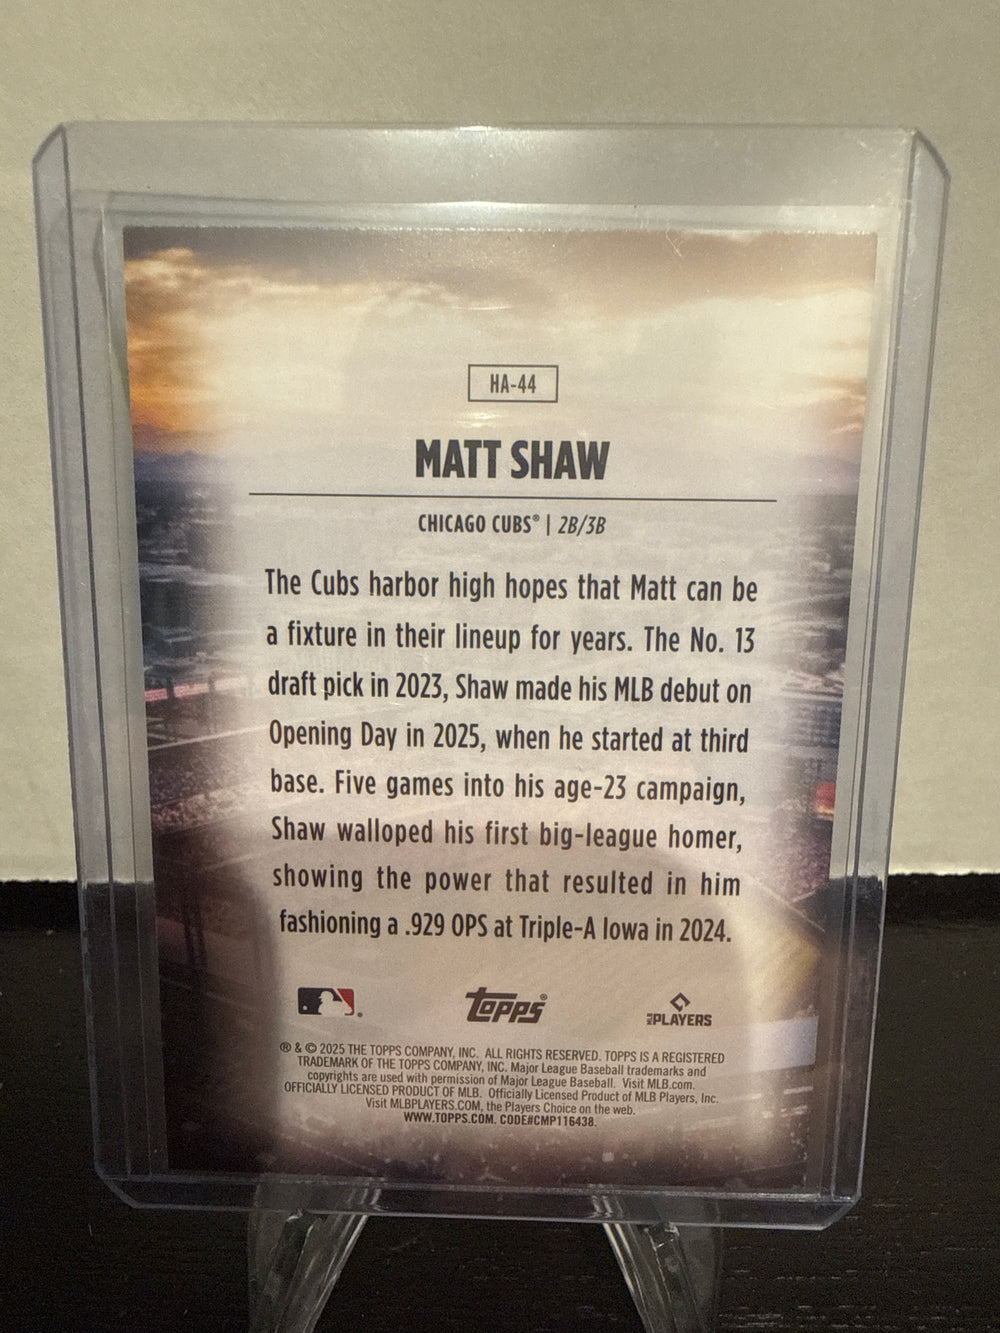 HA-44
MATT SHAW
CHICAGO CUBS® | 2B/3B
The Cubs harbor high hopes that Matt can be
a fixture in their lineup for years. The No. 13
draft pick in 2023, Shaw made his MLB debut on
Opening Day in 2025, when he started at third
base. Five games into his age-23 campaign,
Shaw walloped his first big-league homer,
showing the power that resulted in him
fashioning a .929 OPS at Triple-A Iowa in 2024.
topps®
MLB PLAYERS
® & © 2025 THE TOPPS COMPANY, INC. ALL RIGHTS RESERVED. TOPPS IS A REGISTERED
TRADEMARK OF THE TOPPS COMPANY, INC. Major League Baseball trademarks and
copyrights are used with permission of Major League Baseball. Visit MLB.com.
OFFICIALLY LICENSED PRODUCT OF MLB. Officially Licensed Product of MLB Players, Inc.
Visit MLBPLAYERS.COM, the Players Choice on the web.
WWW.TOPPS.COM. CODE#CMP116438.